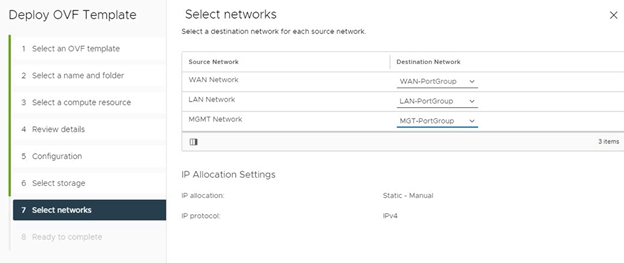 Deploy OVF Template
1 Select an OVF template
2 Select a name and folder
3 Select a compute resource
4 Review details
5 Configuration
6 Select storage
7 Select networks
8 Ready to complete
Select networks
Select a destination network for each source network.
Source Network Destination Network
WAN Network WAN-PortGroup
LAN Network LAN-PortGroup
MGMT Network MGT-PortGroup
3 items
IP Allocation Settings
IP allocation: Static - Manual
IP protocol: IPv4